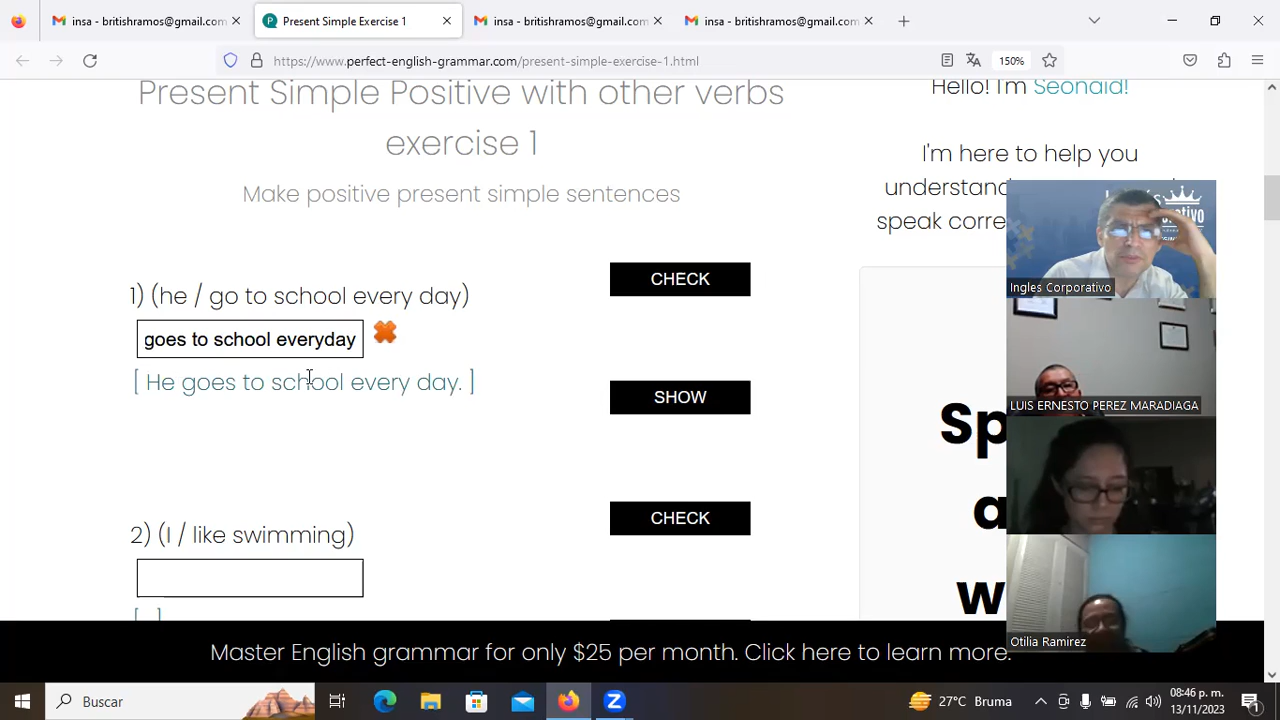 insa - britishramos@gmail.com
Present Simple Exercise 1
insa - britishramos@gmail.com
insa - britishramos@gmail.com
https://www.perfect-english-grammar.com/present-simple-exercise-1.html
150%
Present Simple Positive with other verbs
exercise 1
Make positive present simple sentences
1) (he / go to school every day)
goes to school everyday
[ He goes to school every day. ]
CHECK
SHOW
2) (I / like swimming)
[ ]
CHECK
Hello! I'm Seonaid!
I'm here to help you
speak
Ingles Corporativo
LUIS ERNESTO PEREZ MARADIAGA
Otilia Ramirez
Master English grammar for only $25 per month. Click here to learn more.
Buscar
27°C Bruma
08:46 p. m.
13/11/2023
1